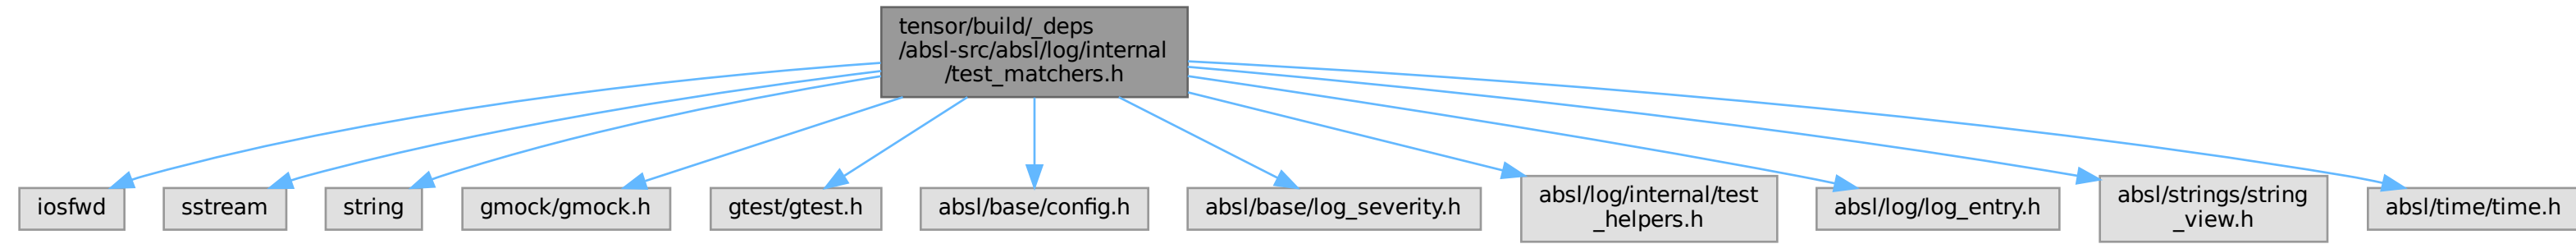 tensor/build/_deps
/absl-src/absl/log/internal
/test_matchers.h
iosfwd
sstream
string
gmock/gmock.h
gtest/gtest.h
absl/base/config.h
absl/base/log_severity.h
absl/log/internal/test
_helpers.h
absl/log/log_entry.h
absl/strings/string
_view.h
absl/time/time.h